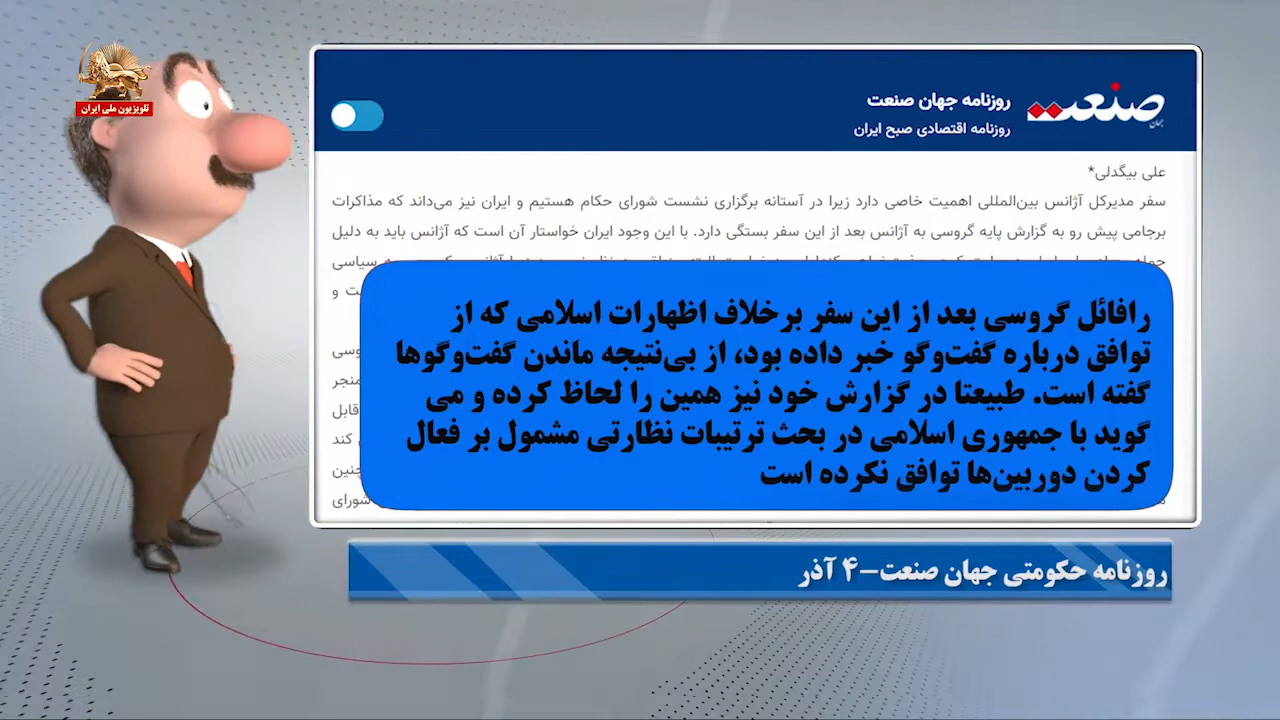 تلویزیون ملی ایران
صنعت
جهان
روزنامه جهان صنعت
روزنامه اقتصادی صبح ایران
علی بیگدلی*
سفر مدیرکل آژانس بین‌المللی اهمیت خاصی دارد زیرا در آستانه برگزاری نشست شورای حکام هستیم و ایران نیز می‌داند که مذاکرات
برجامی پیش رو به گزارش پایه گروسی به آژانس بعد از این سفر بستگی دارد. با این وجود ایران خواستار آن است که آژانس باید به دلیل
سیاسی
رافائل گروسی بعد از این سفر برخلاف اظهارات اسلامی که از
توافق درباره گفت‌وگو خبر داده بود، از بی‌نتیجه ماندن گفت‌وگوها
گفته است. طبیعتا در گزارش خود نیز همین را لحاظ کرده و می
گوید با جمهوری اسلامی در بحث ترتیبات نظارتی مشمول بر فعال
کردن دوربین‌ها توافق نکرده است
قابل
کند
شورای
روزنامه حکومتی جهان صنعت–۴ آذر